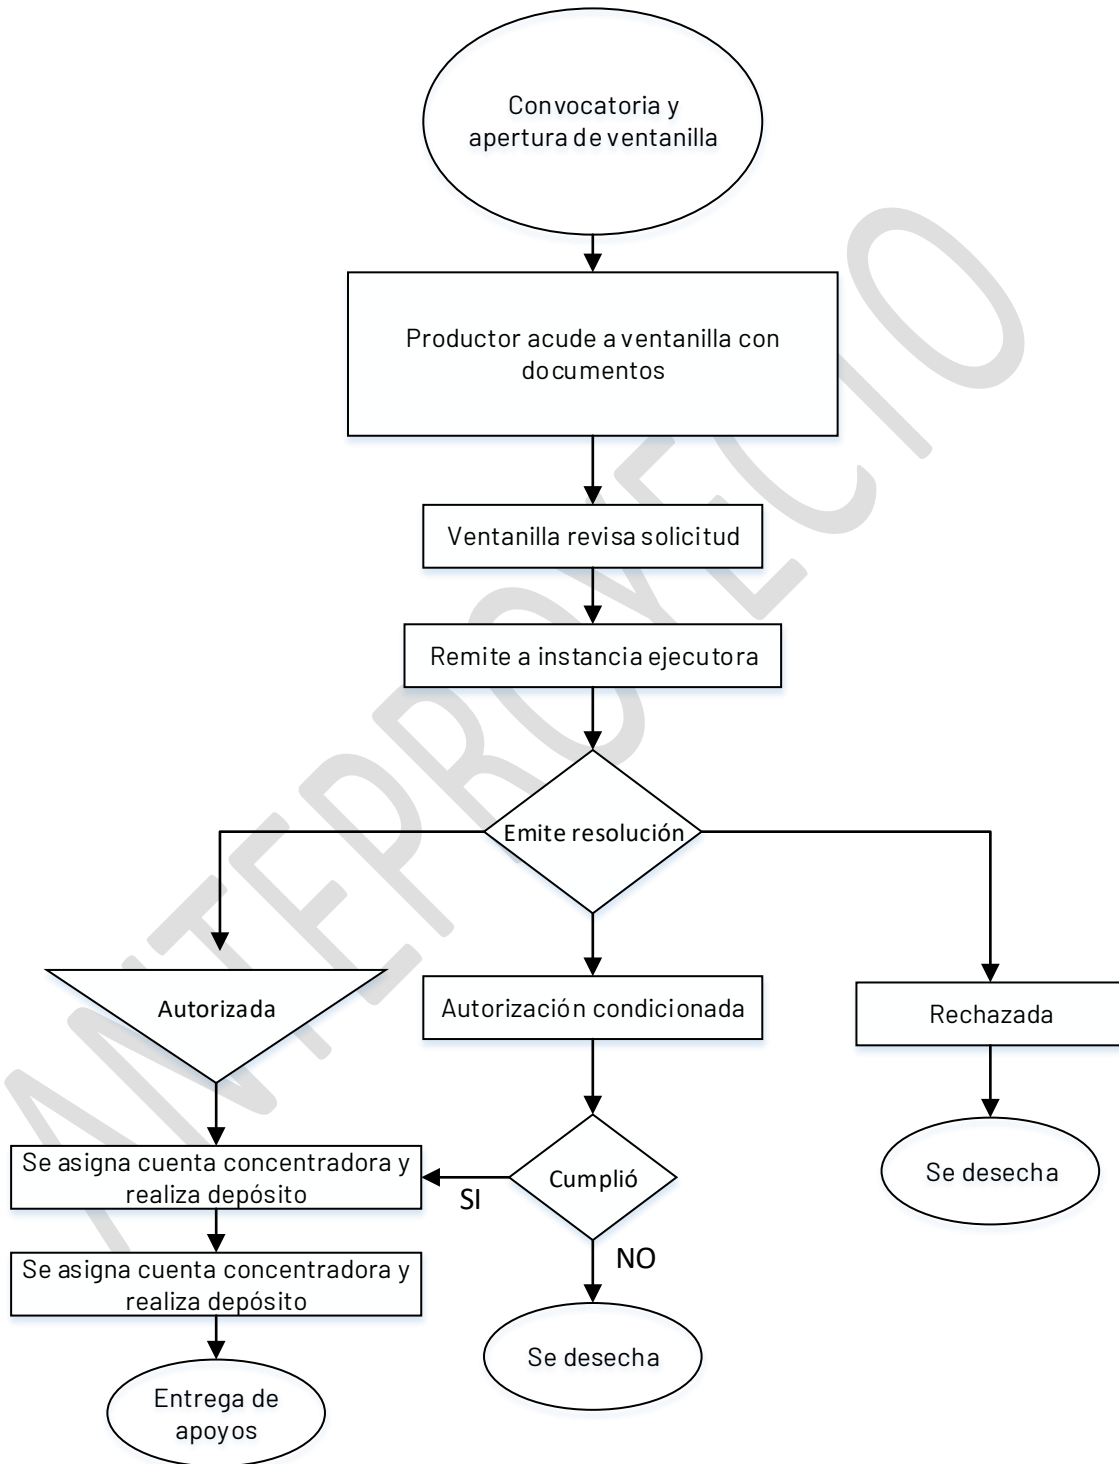 Convocatoria y
apertura de ventanilla
Productor acude a ventanilla con
documentos
Ventanilla revisa solicitud
Remite a instancia ejecutora
Emite resolución
Autorizada
Autorización condicionada
Rechazada
Se asigna cuenta concentradora y
realiza depósito
SI
Cumplió
Se desecha
Se asigna cuenta concentradora y
realiza depósito
NO
Se desecha
Entrega de
apoyos
ANTEPROYECTO